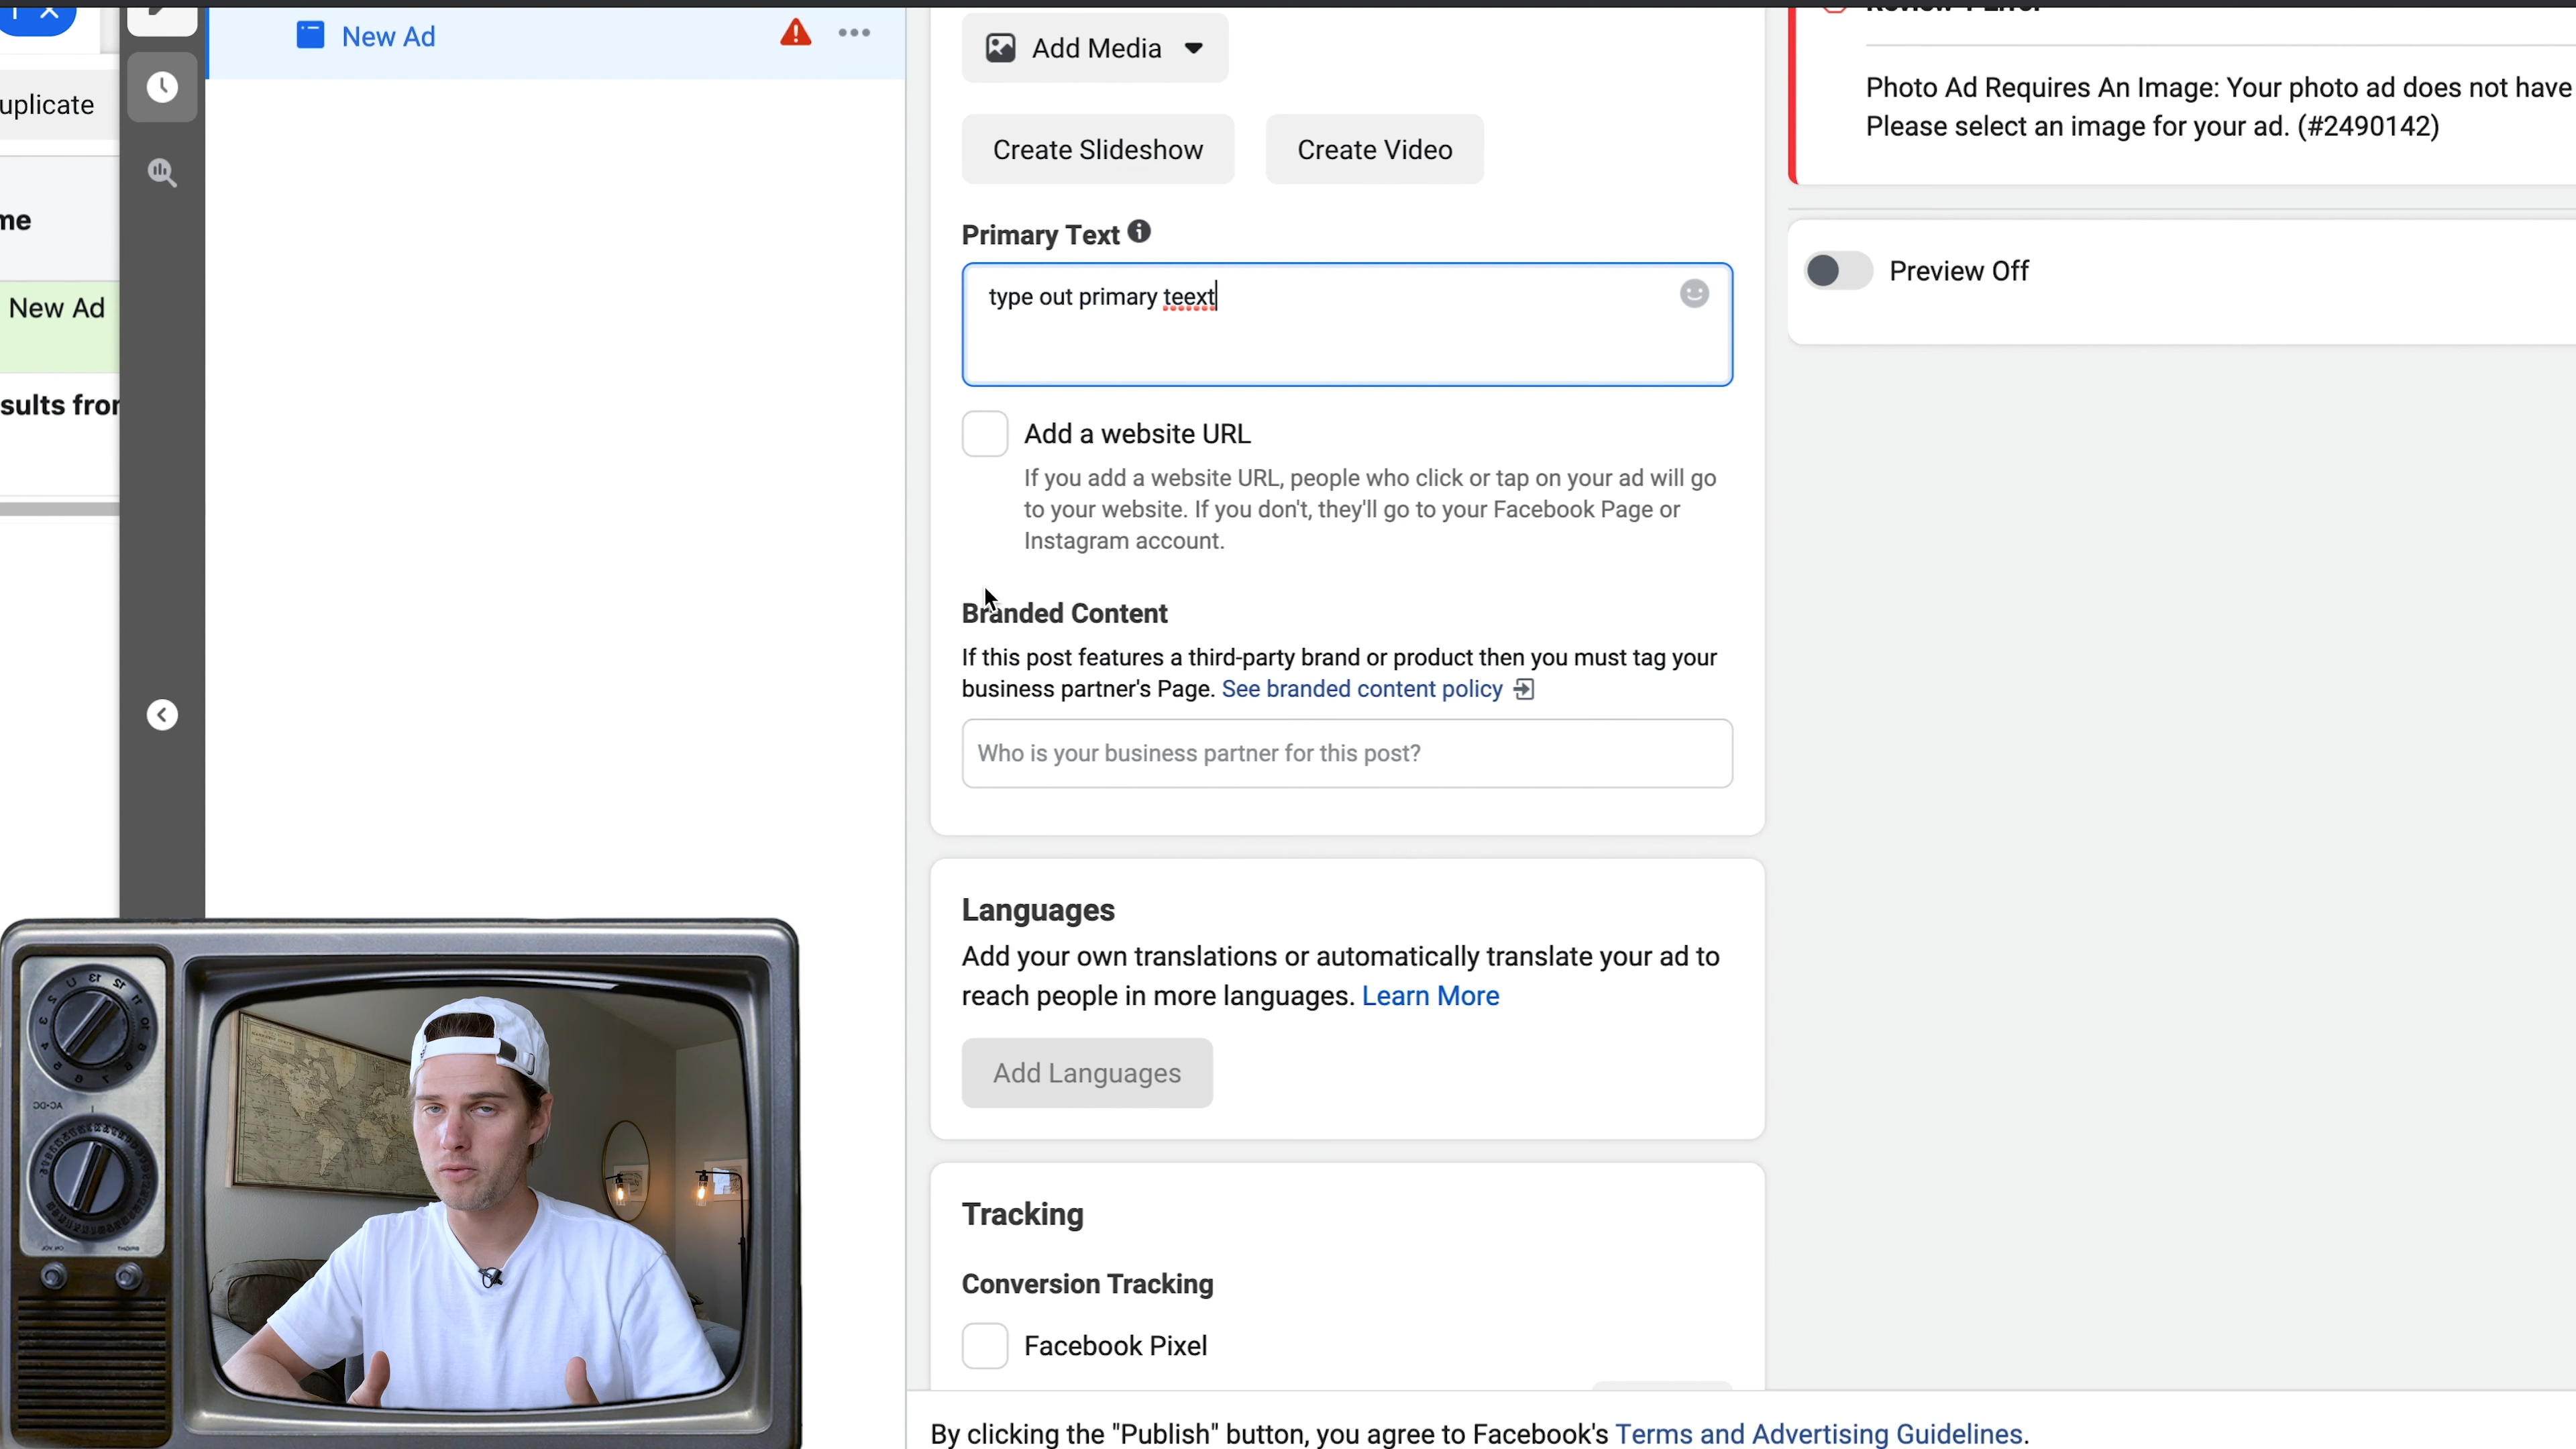 New Ad
uplicate
me
New Ad
sults fror
Add Media
Create Slideshow
Create Video
Primary Text
type out primary teext
Add a website URL
If you add a website URL, people who click or tap on your ad will go
to your website. If you don't, they'll go to your Facebook Page or
Instagram account.
Branded Content
If this post features a third-party brand or product then you must tag your
business partner's Page. See branded content policy
Who is your business partner for this post?
Languages
Add your own translations or automatically translate your ad to
reach people in more languages. Learn More
Add Languages
Tracking
Conversion Tracking
Facebook Pixel
By clicking the "Publish" button, you agree to Facebook's Terms and Advertising Guidelines.
Photo Ad Requires An Image: Your photo ad does not have
Please select an image for your ad. (#2490142)
Preview Off